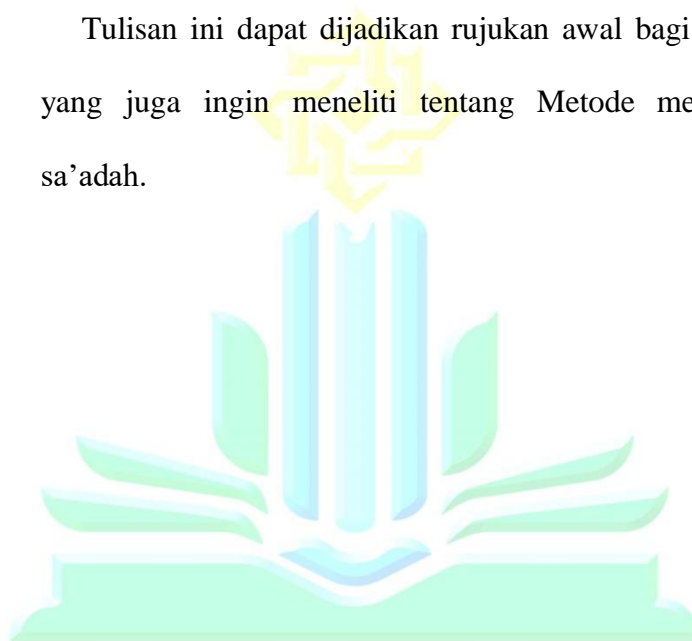 Tulisan ini dapat dijadikan rujukan awal bagi
yang juga ingin meneliti tentang Metode me
sa’adah.